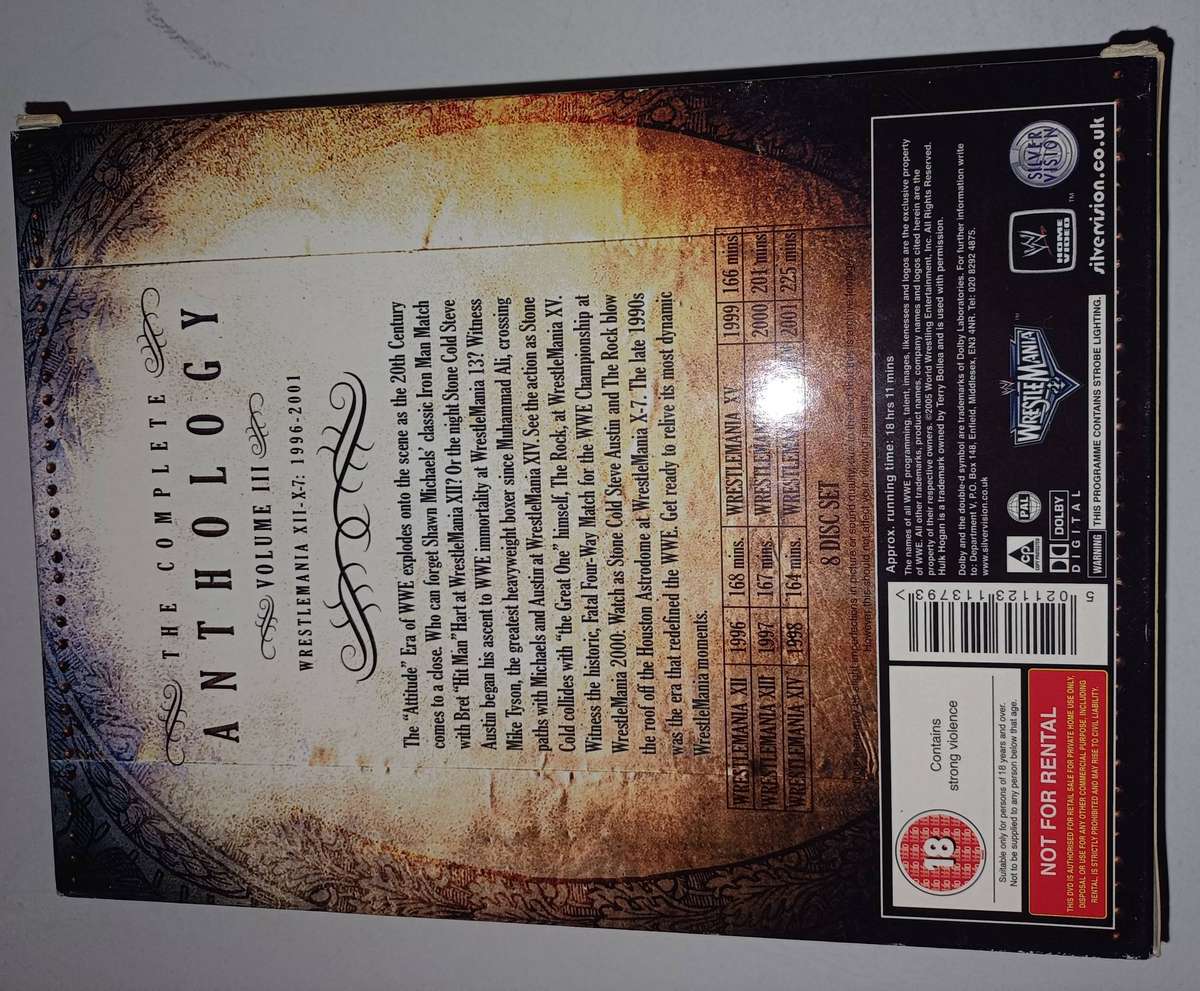 THE COMPLETE
ANTHOLOGY
VOLUME III
WRESTLEMANIA XII-X-7: 1996-2001
The "Attitude" Era of WWE explodes onto the scene as the 20th Century
comes to a close. Who can forget Shawn Michaels' classic Iron Man Match
with Bret "Hit Man" Hart at WrestleMania XII? Or the night Stone Cold Steve
Austin began his ascent to WWE immortality at WrestleMania 13? Witness
Mike Tyson, the greatest heavyweight boxer since Muhammad Ali, crossing
paths with Michaels and Austin at WrestleMania XIV. See the action as Stone
Cold collides with "the Great One" himself, The Rock, at WrestleMania XV.
Witness the historic, Fatal Four-Way Match for the WWE Championship at
WrestleMania 2000. Watch as Stone Cold Steve Austin and The Rock blow
the roof off the Houston Astrodome at WrestleMania X-7. The late 1990s
was the era that redefined the WWE. Get ready to relive its most dynamic
WrestleMania moments.
WRESTLEMANIA XII 1996 168 mins. WRESTLEMANIA XV 1999 166 mins
WRESTLEMANIA XIII 1997 167 mins. 2000 201 mins
WRESTLEMANIA XIV 1998 164 mins. 2001 225 mins
8 DISC SET
However, this should not affect your viewing pleasure.
18
Contains
strong violence
Suitable only for persons of 18 years and over.
Not to be supplied to any person below that age.
NOT FOR RENTAL
THIS DVD IS AUTHORISED FOR RETAIL SALE FOR PRIVATE HOME USE ONLY.
DISPOSAL OR USE FOR ANY OTHER COMMERCIAL PURPOSE, INCLUDING
RENTAL, IS STRICTLY PROHIBITED AND MAY RISE TO CIVIL LIABILITY.
5 021123 113793 >
Approx. running time: 18 hrs 11 mins
The names of all WWE programming, talent, images, likenesses and logos are the exclusive property
of WWE. All other trademarks, product names, company names and logos cited herein are the
property of their respective owners. ©2005 World Wrestling Entertainment, Inc. All Rights Reserved.
Hulk Hogan is a trademark owned by Terry Bollea and is used with permission.
Dolby and the double-d symbol are trademarks of Dolby Laboratories. For further information write
to: Department V, P.O. Box 148, Enfield, Middlesex, EN3 4NR. Tel: 020 8292 4875.
www.silvervision.co.uk
CP
COPY PROTECTED
PAL
DOLBY
DIGITAL
WARNING THIS PROGRAMME CONTAINS STROBE LIGHTING.
WRESTLEMANIA 22 ™
W HOME VIDEO ™
SILVER VISION
silvervision.co.uk